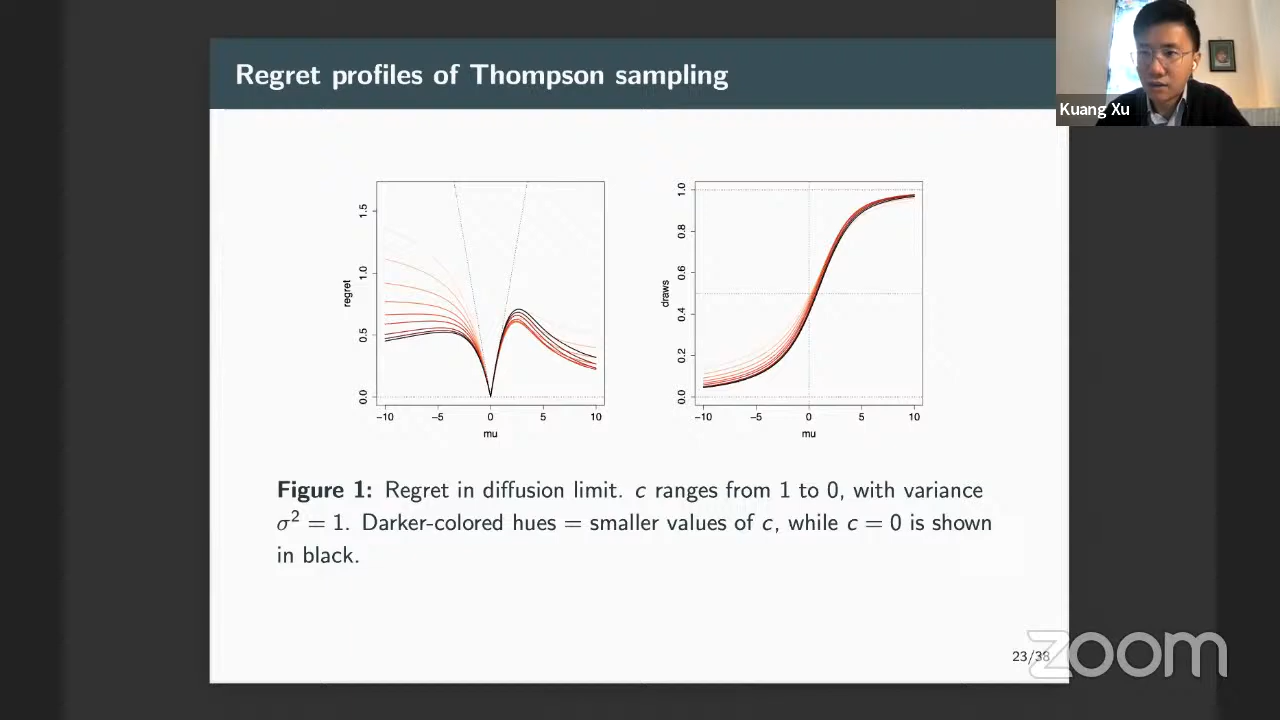 Regret profiles of Thompson sampling
Kuang Xu
regret
0.0 0.5 1.0 1.5
−10 −5 0 5 10
mu
draws
0.0 0.2 0.4 0.6 0.8 1.0
−10 −5 0 5 10
mu
Figure 1: Regret in diffusion limit. c ranges from 1 to 0, with variance
σ² = 1. Darker-colored hues = smaller values of c, while c = 0 is shown
in black.
23/38
zoom